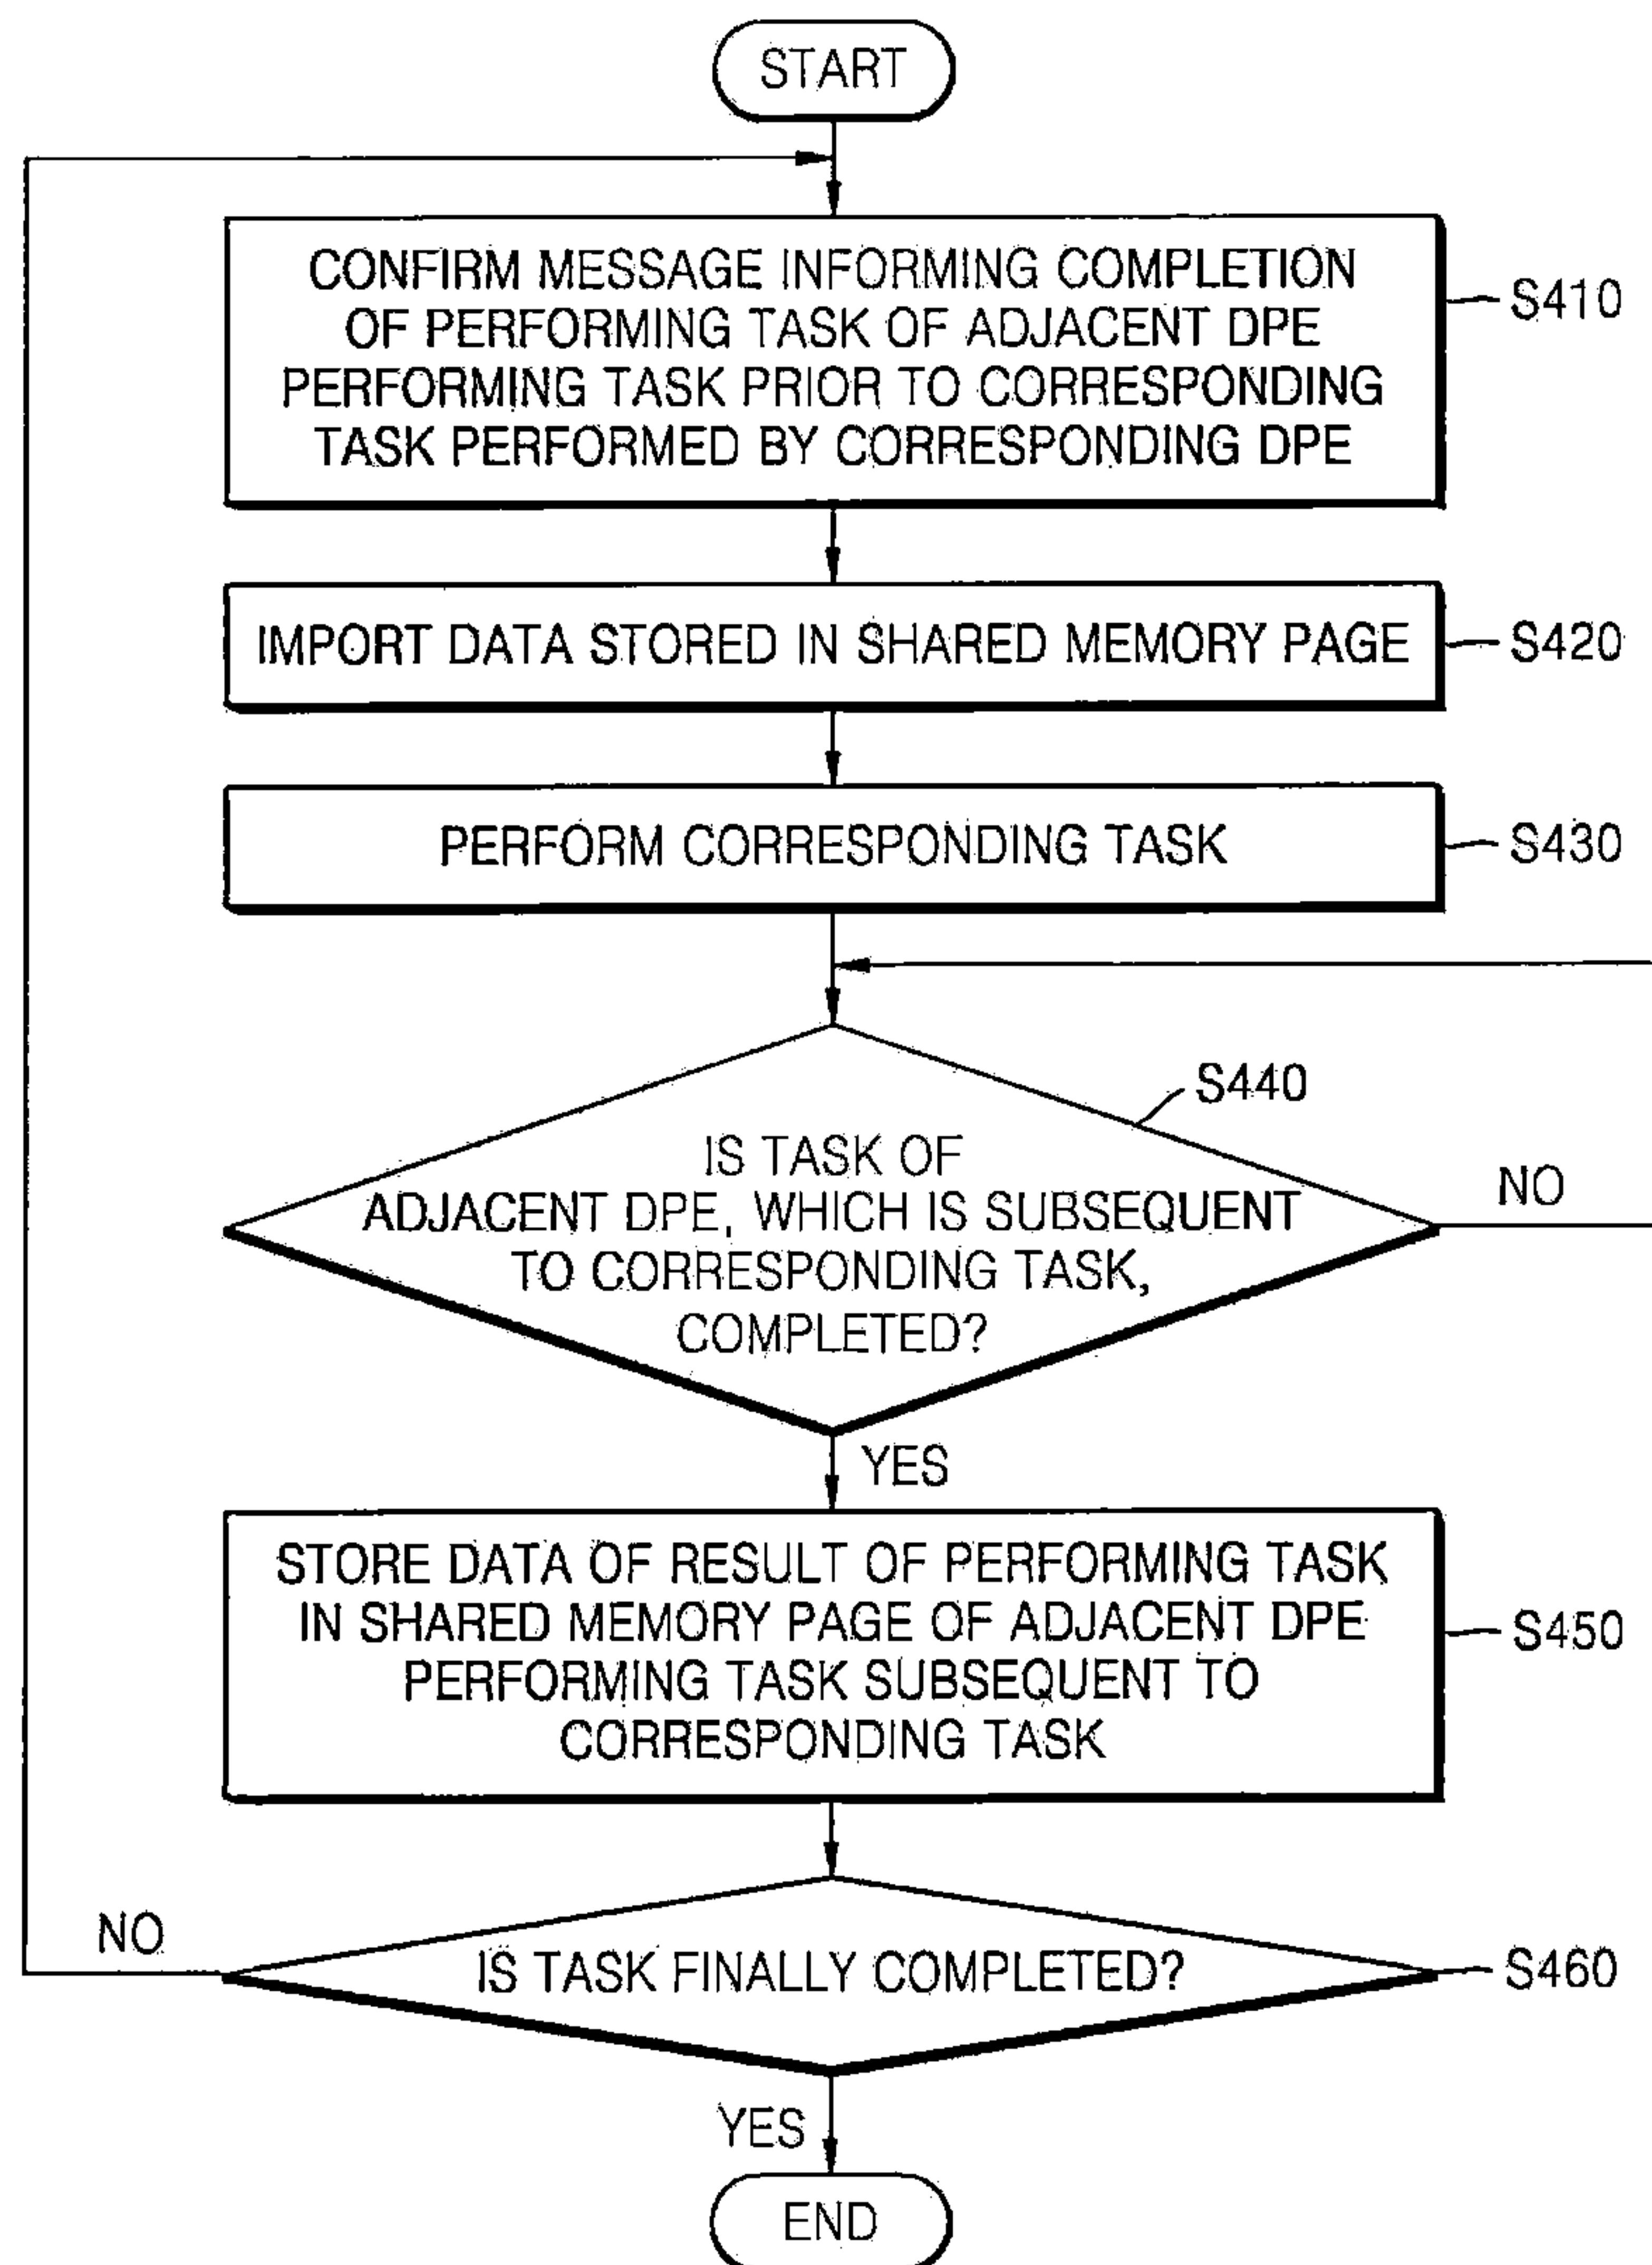 START
CONFIRM MESSAGE INFORMING COMPLETION
OF PERFORMING TASK OF ADJACENT DPE
PERFORMING TASK PRIOR TO CORRESPONDING
TASK PERFORMED BY CORRESPONDING DPE
S410
IMPORT DATA STORED IN SHARED MEMORY PAGE
S420
PERFORM CORRESPONDING TASK
S430
S440
IS TASK OF
ADJACENT DPE, WHICH IS SUBSEQUENT
TO CORRESPONDING TASK,
COMPLETED?
NO
YES
STORE DATA OF RESULT OF PERFORMING TASK
IN SHARED MEMORY PAGE OF ADJACENT DPE
PERFORMING TASK SUBSEQUENT TO
CORRESPONDING TASK
S450
NO
IS TASK FINALLY COMPLETED?
S460
YES
END